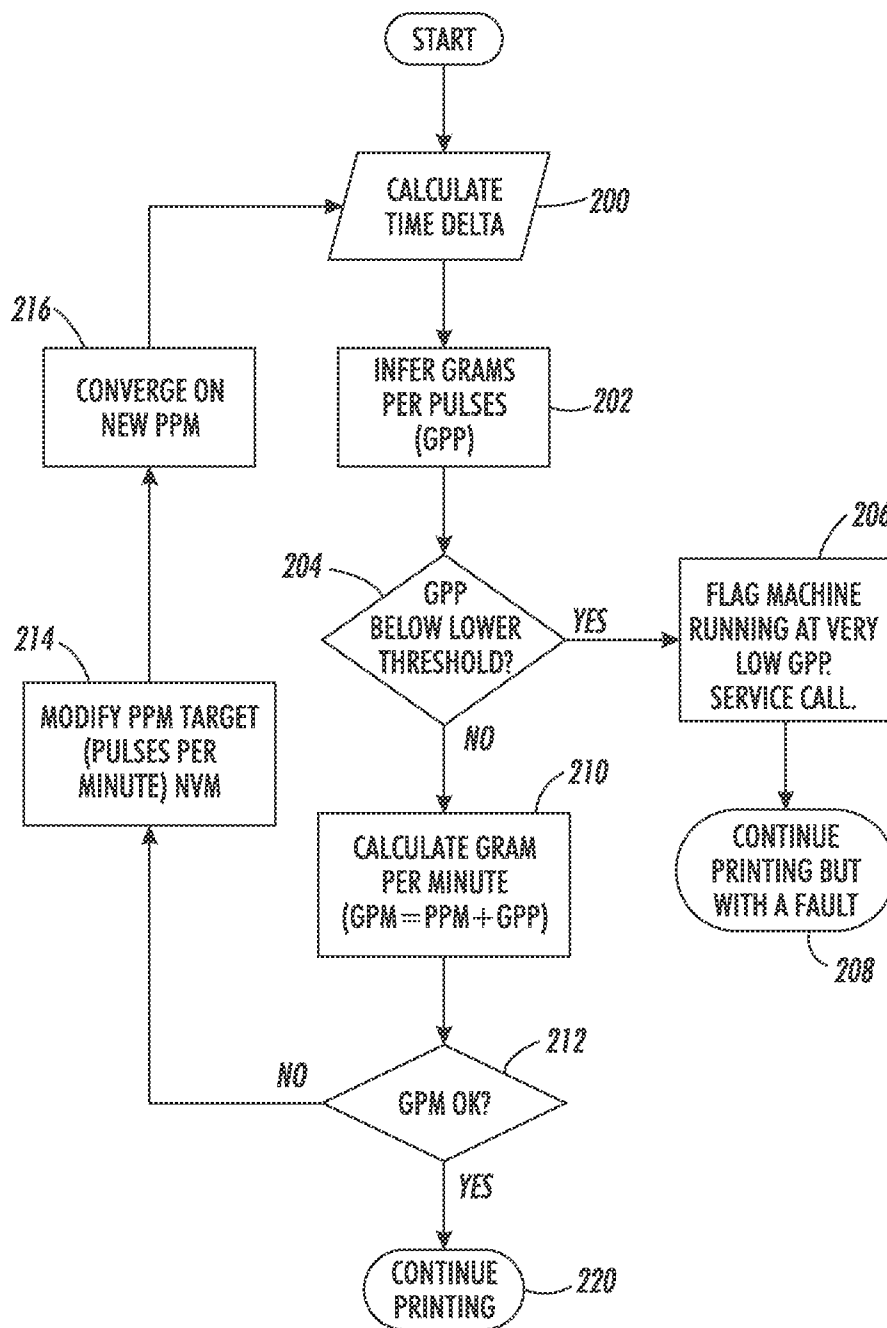 START
CALCULATE
TIME DELTA
200
216
CONVERGE ON
NEW PPM
INFER GRAMS
PER PULSES
(GPP)
202
204
GPP
BELOW LOWER
THRESHOLD?
YES
NO
206
FLAG MACHINE
RUNNING AT VERY
LOW GPP.
SERVICE CALL.
214
MODIFY PPM TARGET
(PULSES PER
MINUTE) NVM
210
CALCULATE GRAM
PER MINUTE
(GPM=PPM+GPP)
CONTINUE
PRINTING BUT
WITH A FAULT
208
212
NO
GPM OK?
YES
CONTINUE
PRINTING
220